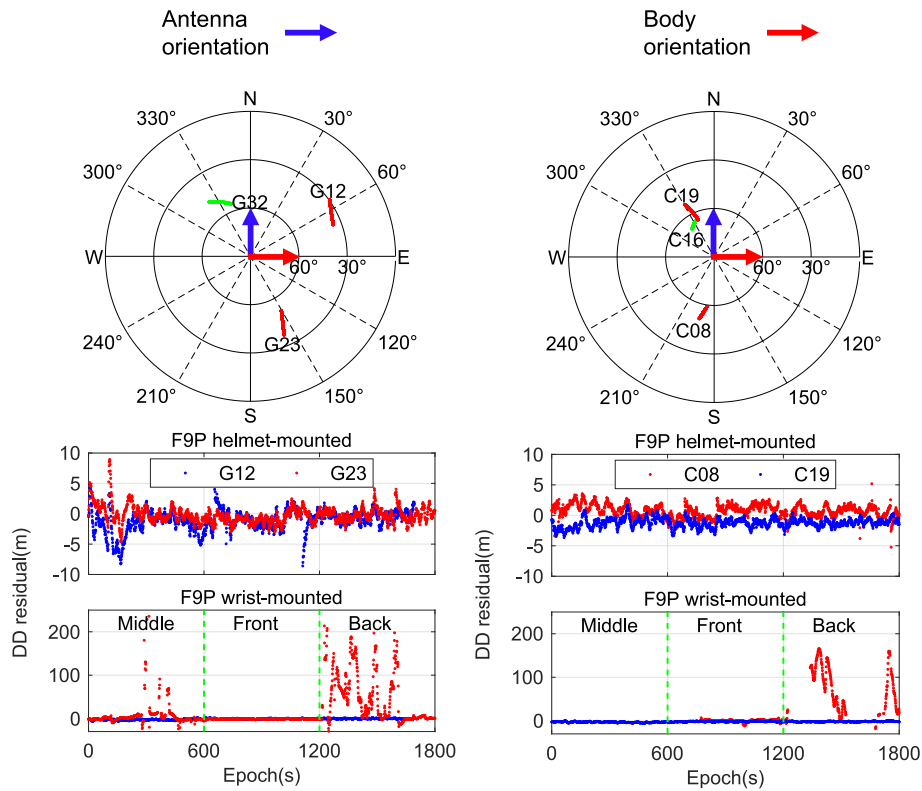 Antenna
orientation
Body
orientation
N
330°
30°
300°
60°
G32
G12
W
60°
30°
E
G23
240°
120°
210°
150°
S
N
330°
30°
300°
60°
C19
C16
W
60°
30°
E
C08
240°
120°
210°
150°
S
F9P helmet-mounted
G12
G23
10
5
0
-5
-10
DD residual(m)
F9P wrist-mounted
Middle
Front
Back
200
100
0
0
600
1200
1800
Epoch(s)
F9P helmet-mounted
C08
C19
10
5
0
-5
-10
DD residual(m)
F9P wrist-mounted
Middle
Front
Back
200
100
0
0
600
1200
1800
Epoch(s)